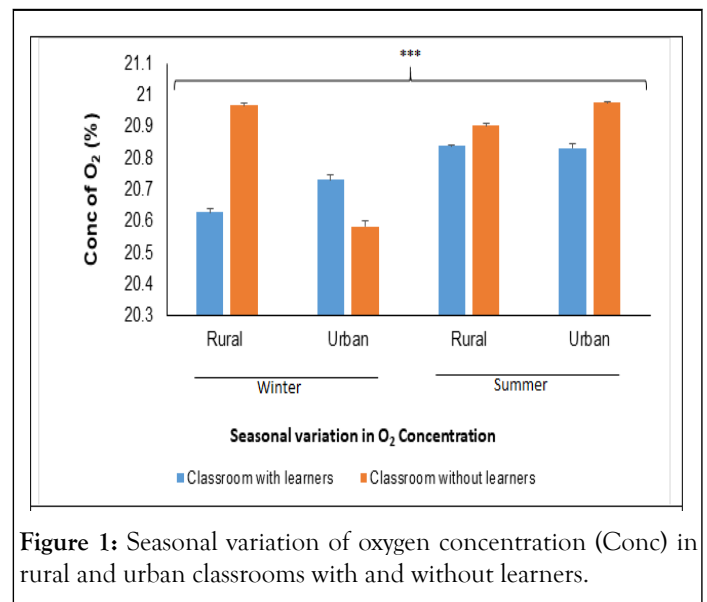 ***
21.1
21
20.9
20.8
20.7
20.6
20.5
20.4
20.3
Conc of O₂ (%)
Rural Urban Rural Urban
Winter Summer
Seasonal variation in O₂ Concentration
Classroom with learners Classroom without learners
Figure 1: Seasonal variation of oxygen concentration (Conc) in
rural and urban classrooms with and without learners.